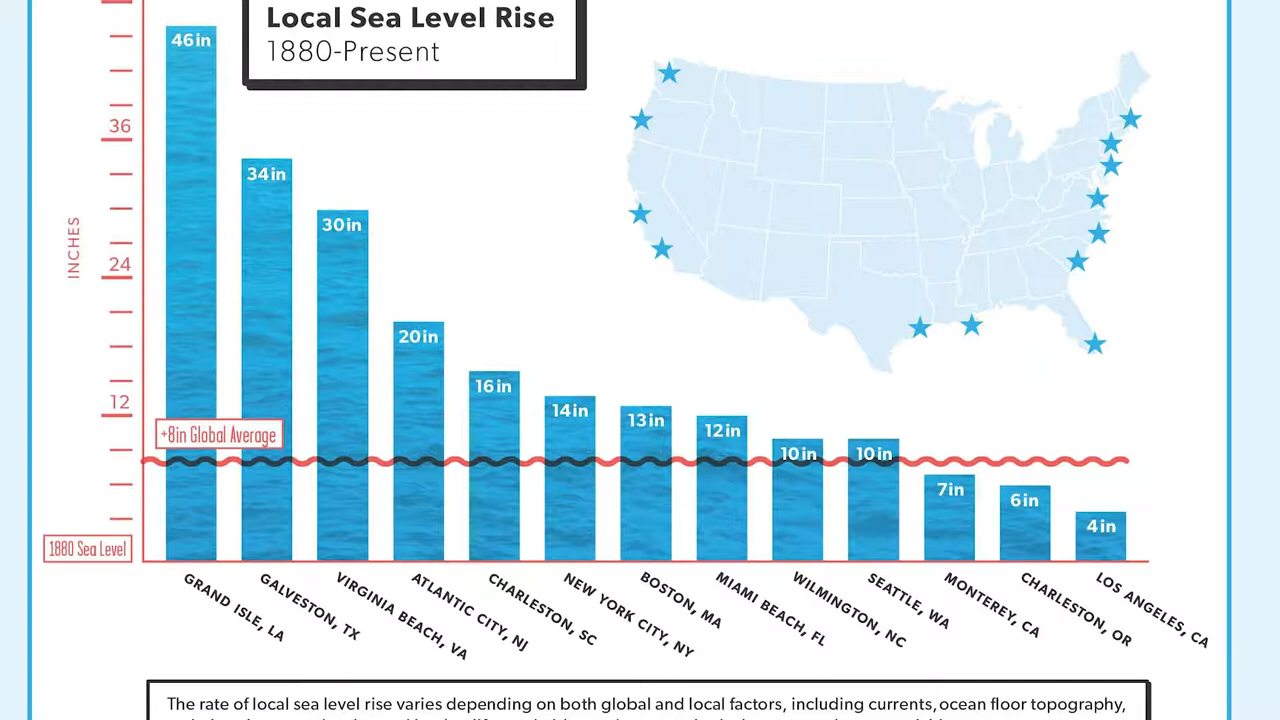 Local Sea Level Rise
1880-Present
46in
34in
30in
20in
16in
14in
13in
12in
10in
10in
7in
6in
4in
36
24
12
INCHES
+8in Global Average
1880 Sea Level
GRAND ISLE, LA
GALVESTON, TX
VIRGINIA BEACH, VA
ATLANTIC CITY, NJ
CHARLESTON, SC
NEW YORK CITY, NY
BOSTON, MA
MIAMI BEACH, FL
WILMINGTON, NC
SEATTLE, WA
MONTEREY, CA
CHARLESTON, OR
LOS ANGELES, CA
The rate of local sea level rise varies depending on both global and local factors, including currents, ocean floor topography,